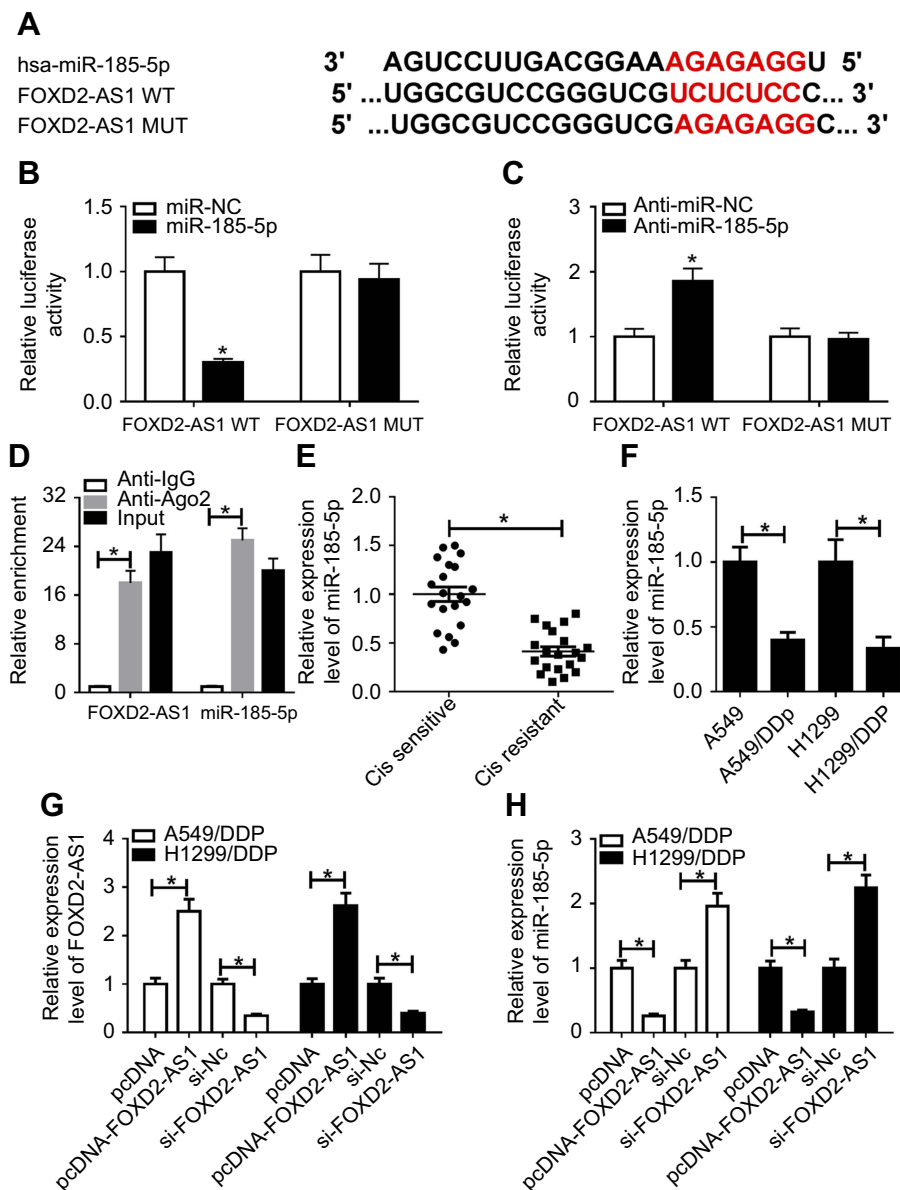 A
hsa-miR-185-5p 3' AGUCCUUGACGGAAAGAGAGGU 5'
FOXD2-AS1 WT 5' ...UGGCGUCCGGGUCGUCUCUCCC... 3'
FOXD2-AS1 MUT 5' ...UGGCGUCCGGGUCGAGAGAGGC... 3'
B
miR-NC
miR-185-5p
Relative luciferase
activity
1.5
1.0
0.5
0.0
*
FOXD2-AS1 WT FOXD2-AS1 MUT
C
Anti-miR-NC
Anti-miR-185-5p
Relative luciferase
activity
3
2
1
0
*
FOXD2-AS1 WT FOXD2-AS1 MUT
D
Anti-IgG
Anti-Ago2
Input
Relative enrichment
32
24
16
8
0
* *
FOXD2-AS1 miR-185-5p
E
Relative expression
level of miR-185-5p
2.0
1.5
1.0
0.5
0.0
*
Cis sensitive
Cis resistant
F
Relative expression
level of miR-185-5p
1.5
1.0
0.5
0.0
* *
A549
A549/DDp
H1299
H1299/DDP
G
A549/DDP
H1299/DDP
Relative expression
level of FOXD2-AS1
4
3
2
1
0
* * * *
pcDNA
pcDNA-FOXD2-AS1
si-Nc
si-FOXD2-AS1
pcDNA
pcDNA-FOXD2-AS1
si-Nc
si-FOXD2-AS1
H
A549/DDP
H1299/DDP
Relative expression
level of miR-185-5p
3
2
1
0
* * * *
pcDNA
pcDNA-FOXD2-AS1
si-Nc
si-FOXD2-AS1
pcDNA
pcDNA-FOXD2-AS1
si-Nc
si-FOXD2-AS1